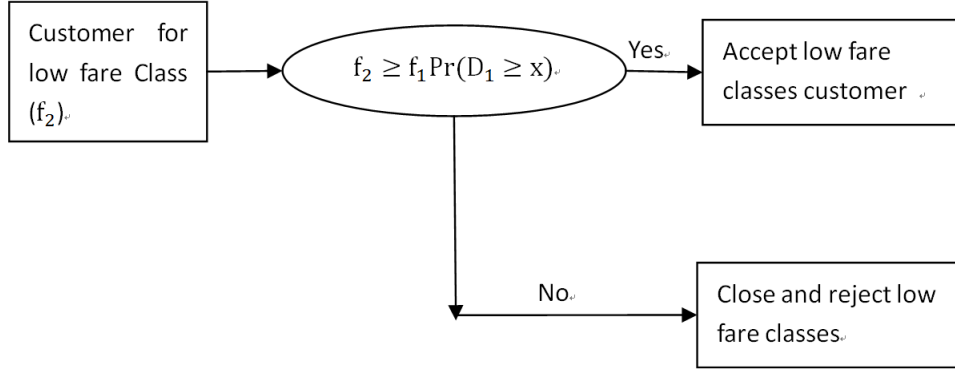 Customer for
low fare Class
(f₂)
f₂ ≥ f₁Pr(D₁ ≥ x)
Yes
Accept low fare
classes customer
No
Close and reject low
fare classes